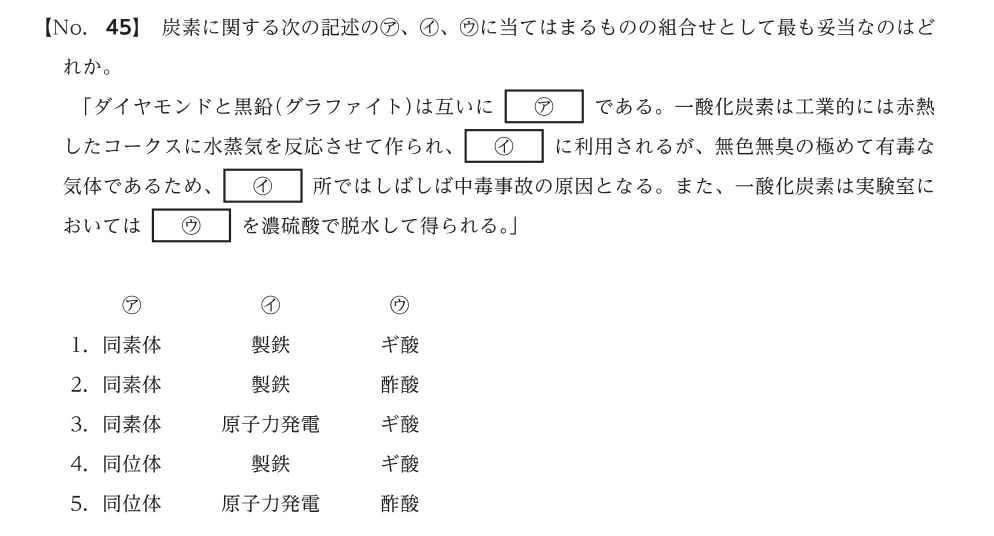 【No. 45】 炭素に関する次の記述の㋐、㋑、㋒に当てはまるものの組合せとして最も妥当なのはど
れか。
「ダイヤモンドと黒鉛(グラファイト)は互いに ㋐ である。一酸化炭素は工業的には赤熱
したコークスに水蒸気を反応させて作られ、 ㋑ に利用されるが、無色無臭の極めて有毒な
気体であるため、 ㋑ 所ではしばしば中毒事故の原因となる。また、一酸化炭素は実験室に
おいては ㋒ を濃硫酸で脱水して得られる。」
㋐ ㋑ ㋒
1. 同素体 製鉄 ギ酸
2. 同素体 製鉄 酢酸
3. 同素体 原子力発電 ギ酸
4. 同位体 製鉄 ギ酸
5. 同位体 原子力発電 酢酸